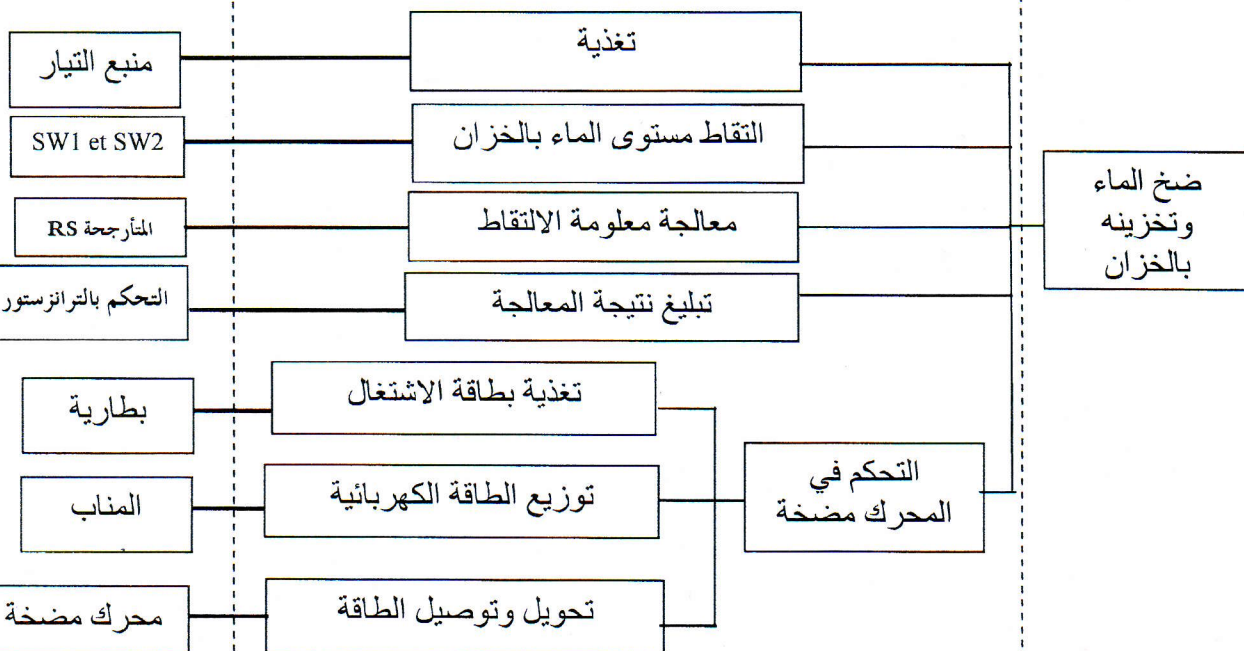 تغذية
منبع التيار
التقاط مستوى الماء بالخزان
SW1 et SW2
ضخ الماء
وتخزينه
بالخزان
معالجة معلومة الالتقاط
المتأرجحة RS
تبليغ نتيجة المعالجة
التحكم بالترانزستور
تغذية بطاقة الاشتغال
بطارية
التحكم في
المحرك مضخة
توزيع الطاقة الكهربائية
المناب
تحويل وتوصيل الطاقة
محرك مضخة